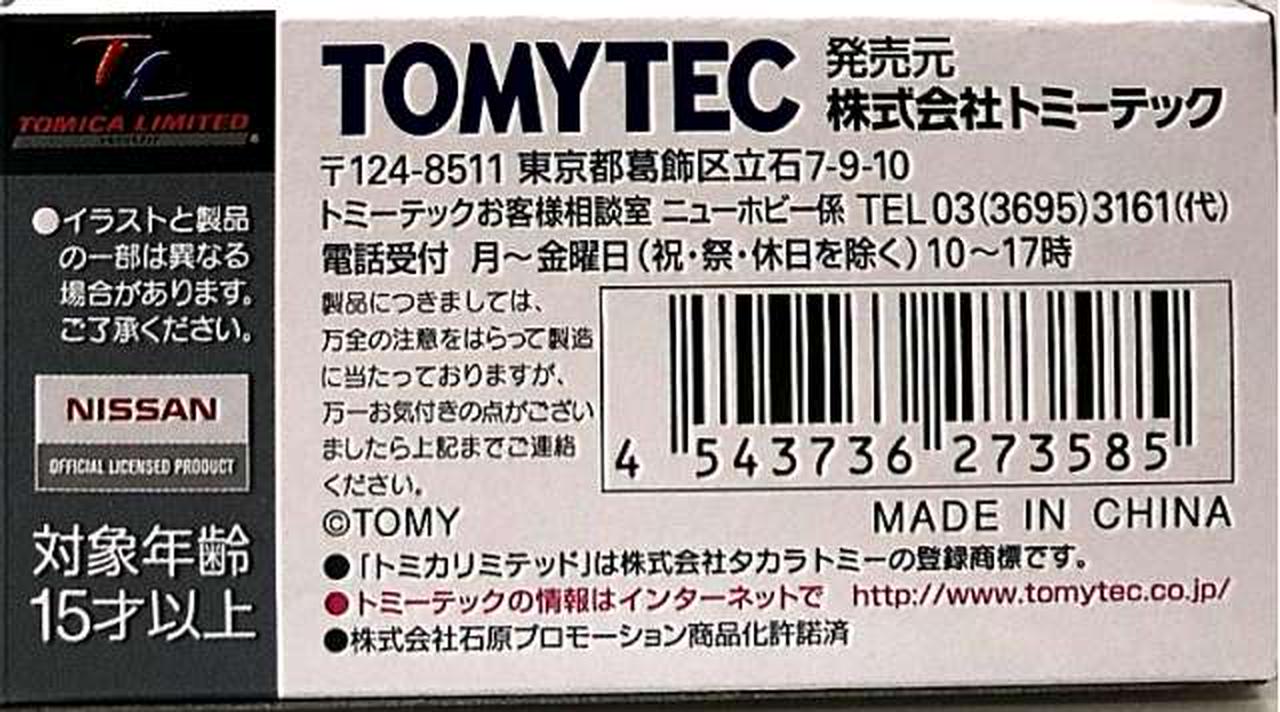 TL
TOMICA LIMITED
●イラストと製品
の一部は異なる
場合があります。
ご了承ください。
NISSAN
OFFICIAL LICENSED PRODUCT
対象年齢
15才以上
TOMYTEC
発売元
株式会社トミーテック
〒124-8511 東京都葛飾区立石7-9-10
トミーテックお客様相談室 ニューホビー係 TEL 03(3695)3161(代)
電話受付 月～金曜日(祝・祭・休日を除く)10～17時
製品につきましては、
万全の注意をはらって製造
に当たっておりますが、
万一お気付きの点がござい
ましたら上記までご連絡
ください。
4 543736 273585
©TOMY
MADE IN CHINA
●「トミカリミテッド」は株式会社タカラトミーの登録商標です。
●トミーテックの情報はインターネットで http://www.tomytec.co.jp/
●株式会社石原プロモーション商品化許諾済